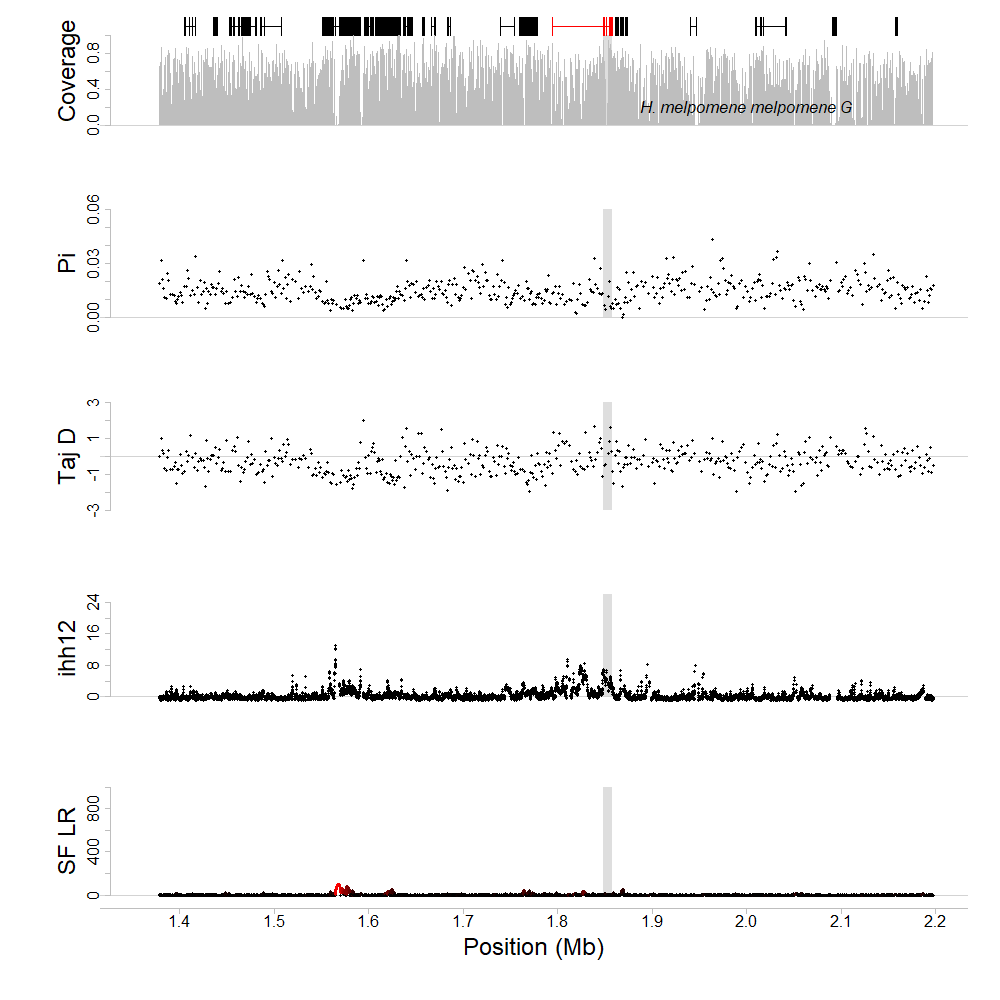 Coverage
0.0 0.4 0.8
H. melpomene melpomene G
Pi
0.00 0.03 0.06
Taj D
-3 -1 1 3
ihh12
0 8 16 24
SF LR
0 400 800
1.4 1.5 1.6 1.7 1.8 1.9 2.0 2.1 2.2
Position (Mb)